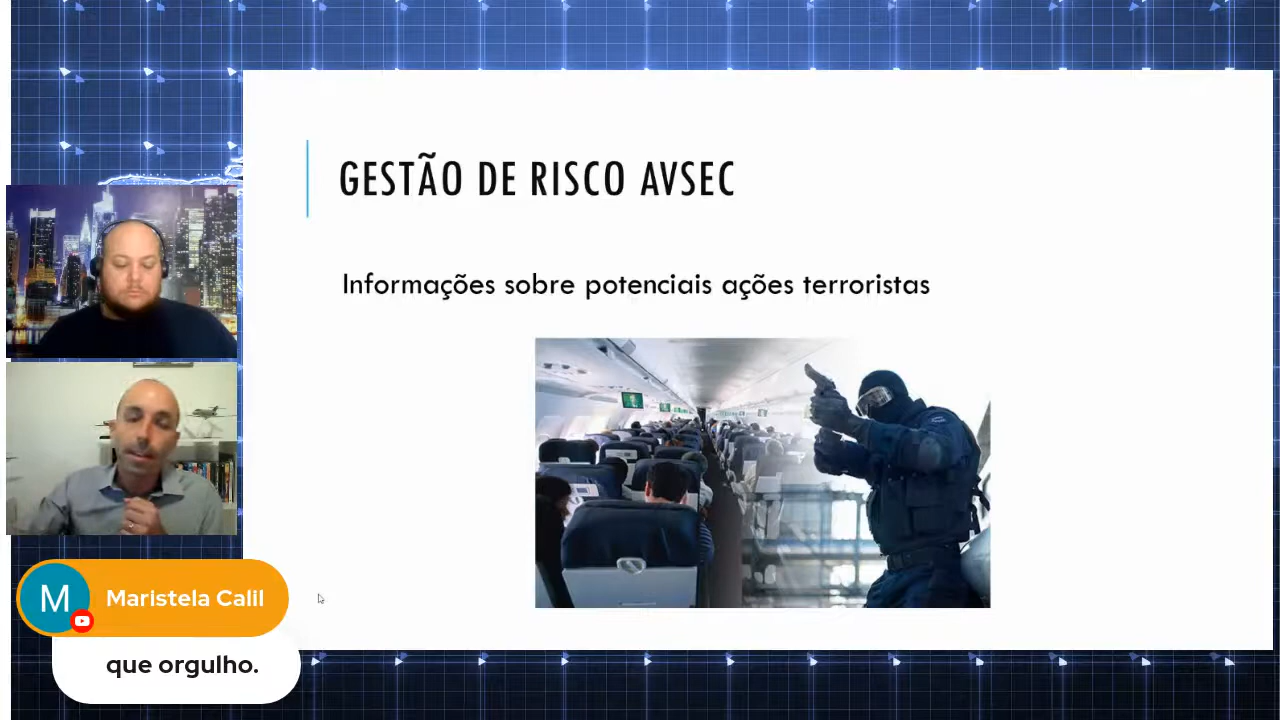 GESTÃO DE RISCO AVSEC
Informações sobre potenciais ações terroristas
M
Maristela Calil
que orgulho.